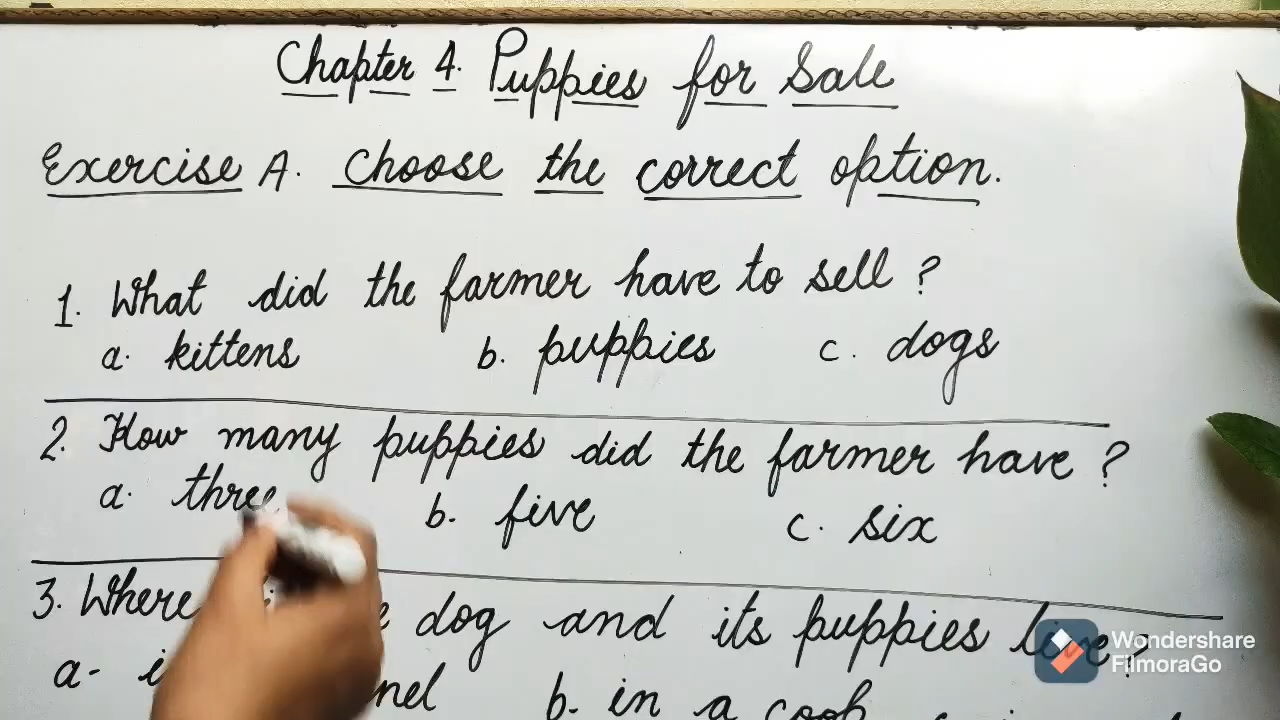 Chapter 4. Puppies for Sale
Exercise A. Choose the correct option.
1. What did the farmer have to sell?
a. kittens b. puppies c. dogs
2. How many puppies did the farmer have?
a. three b. five c. six
3. Where dog and its puppies live?
a- b. in a coop
Wondershare
FilmoraGo